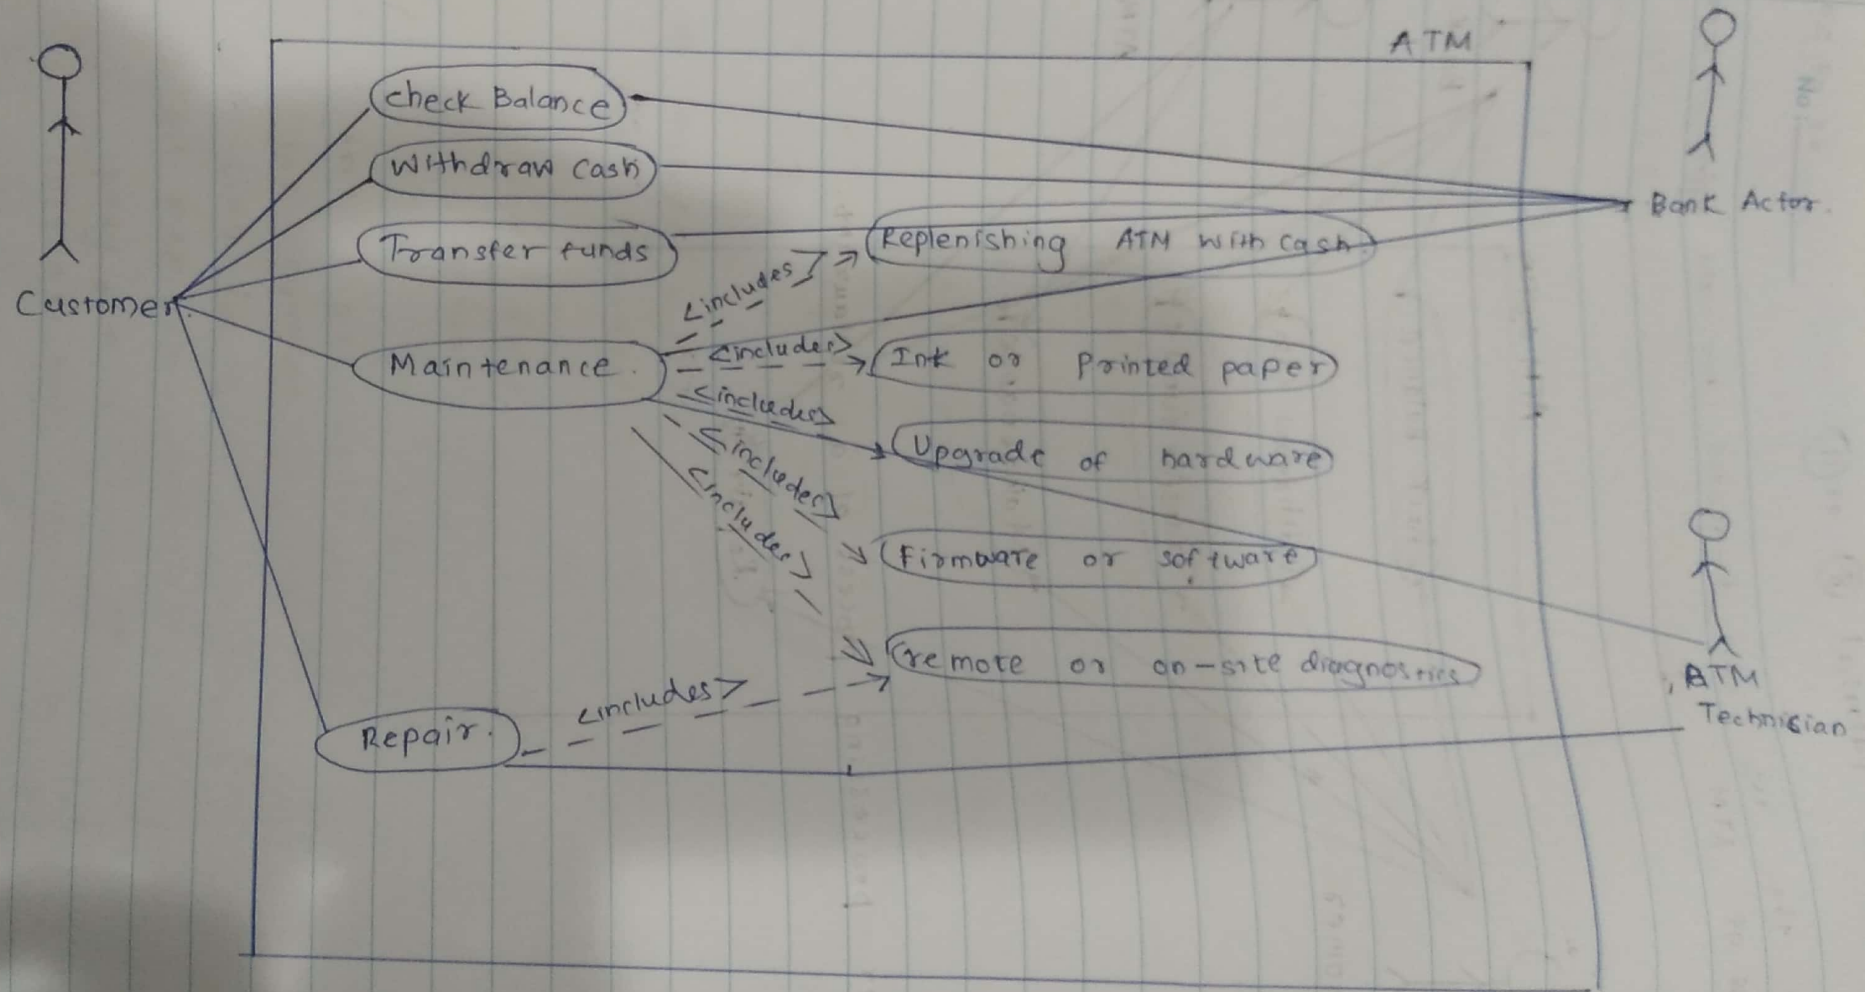 ATM
check Balance
Withdraw cash
Bank Actor.
Transfer funds
Replenishing ATM with cash.
<includes>
Customer
Maintenance.
<includes>
Ink or printed paper
<includes>
Upgrade of hardware
<includes>
<includes>
Firmware or software
remote or on-site diagnostics
ATM
Technician
<includes>
Repair.